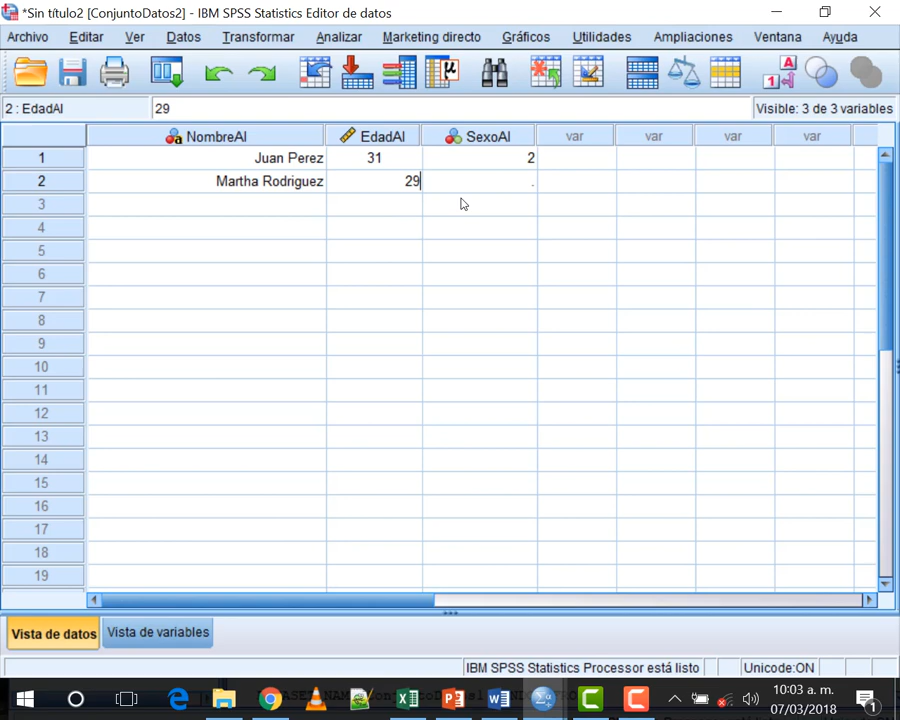 *Sin título2 [ConjuntoDatos2] - IBM SPSS Statistics Editor de datos
Archivo Editar Ver Datos Transformar Analizar Marketing directo Gráficos Utilidades Ampliaciones Ventana Ayuda
2 : EdadAl 29 Visible: 3 de 3 variables
NombreAl EdadAl SexoAl var var var var
1 Juan Perez 31 2
2 Martha Rodriguez 29 .
3
4
5
6
7
8
9
10
11
12
13
14
15
16
17
18
19
Vista de datos Vista de variables
IBM SPSS Statistics Processor está listo Unicode:ON
10:03 a. m.
07/03/2018
1